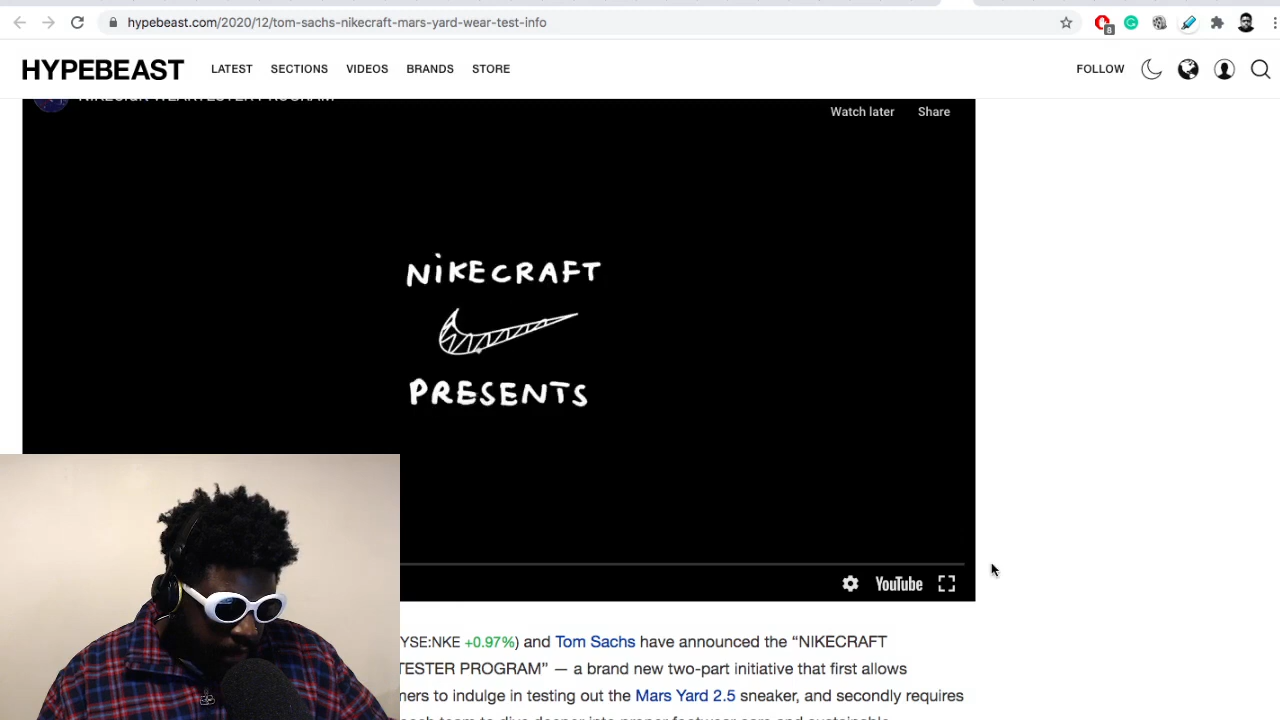 hypebeast.com/2020/12/tom-sachs-nikecraft-mars-yard-wear-test-info
8
HYPEBEAST LATEST SECTIONS VIDEOS BRANDS STORE FOLLOW
Watch later Share
NiKECRAFT
PRESENTS
YouTube
YSE:NKE +0.97%) and Tom Sachs have announced the “NIKECRAFT
TESTER PROGRAM” — a brand new two-part initiative that first allows
ners to indulge in testing out the Mars Yard 2.5 sneaker, and secondly requires